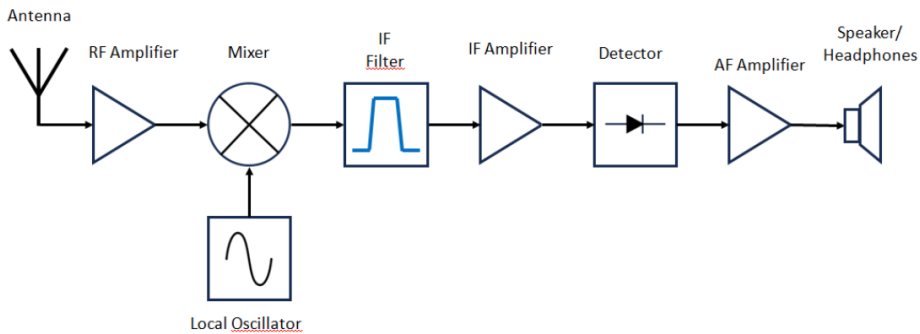 Antenna
RF Amplifier
Mixer
IF
Filter
IF Amplifier
Detector
AF Amplifier
Speaker/
Headphones
Local Oscillator